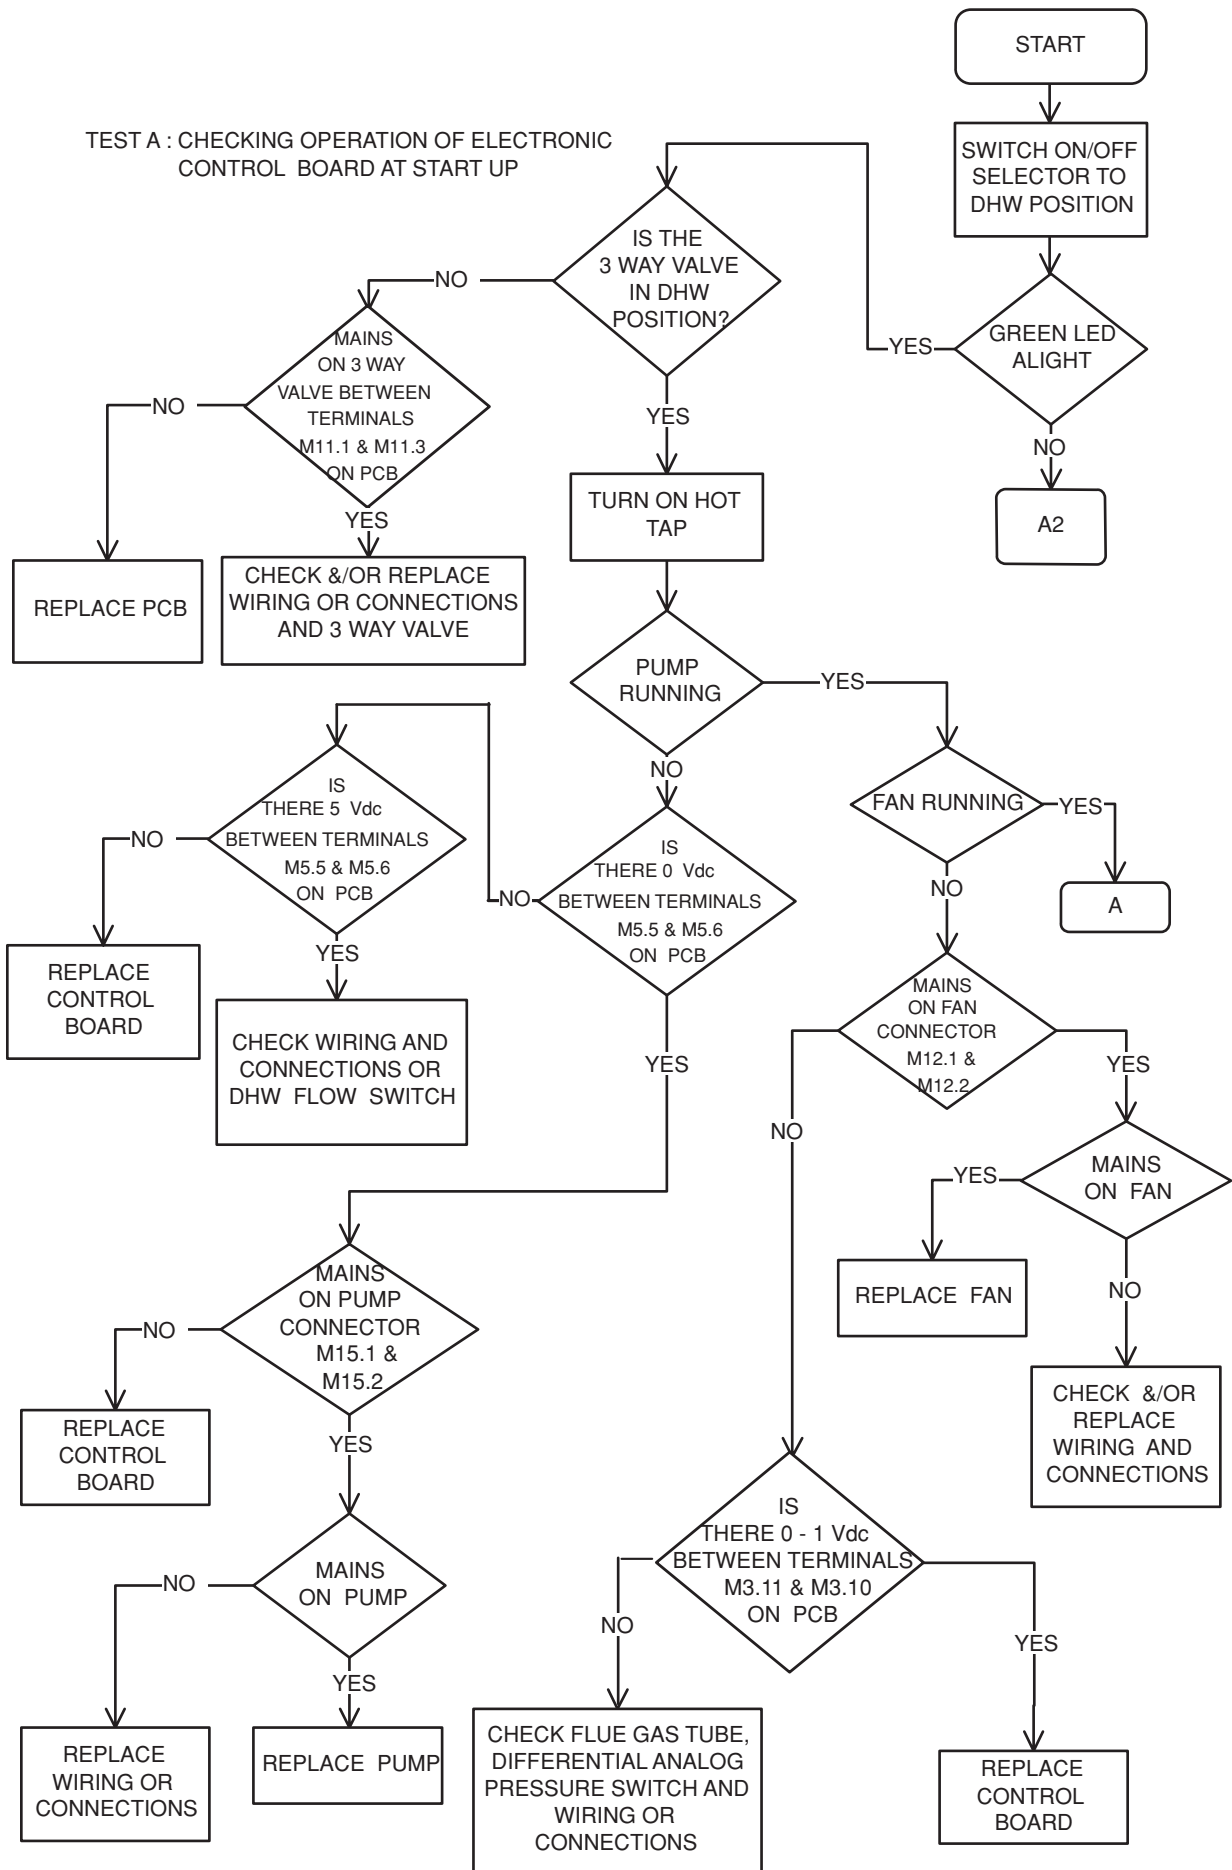 START
TEST A : CHECKING OPERATION OF ELECTRONIC
CONTROL BOARD AT START UP
SWITCH ON/OFF
SELECTOR TO
DHW POSITION
IS THE
3 WAY VALVE
IN DHW
POSITION?
NO
YES
GREEN LED
ALIGHT
MAINS
ON 3 WAY
VALVE BETWEEN
TERMINALS
M11.1 & M11.3
ON PCB
NO
YES
NO
YES
A2
TURN ON HOT
TAP
REPLACE PCB
CHECK &/OR REPLACE
WIRING OR CONNECTIONS
AND 3 WAY VALVE
PUMP
RUNNING
YES
NO
FAN RUNNING
YES
A
NO
IS
THERE 5 Vdc
BETWEEN TERMINALS
M5.5 & M5.6
ON PCB
NO
YES
IS
THERE 0 Vdc
BETWEEN TERMINALS
M5.5 & M5.6
ON PCB
NO
YES
REPLACE
CONTROL
BOARD
CHECK WIRING AND
CONNECTIONS OR
DHW FLOW SWITCH
MAINS
ON FAN
CONNECTOR
M12.1 &
M12.2
YES
NO
MAINS
ON FAN
YES
NO
REPLACE FAN
CHECK &/OR
REPLACE
WIRING AND
CONNECTIONS
MAINS
ON PUMP
CONNECTOR
M15.1 &
M15.2
NO
YES
REPLACE
CONTROL
BOARD
MAINS
ON PUMP
NO
YES
REPLACE
WIRING OR
CONNECTIONS
REPLACE PUMP
IS
THERE 0 - 1 Vdc
BETWEEN TERMINALS
M3.11 & M3.10
ON PCB
NO
YES
CHECK FLUE GAS TUBE,
DIFFERENTIAL ANALOG
PRESSURE SWITCH AND
WIRING OR
CONNECTIONS
REPLACE
CONTROL
BOARD